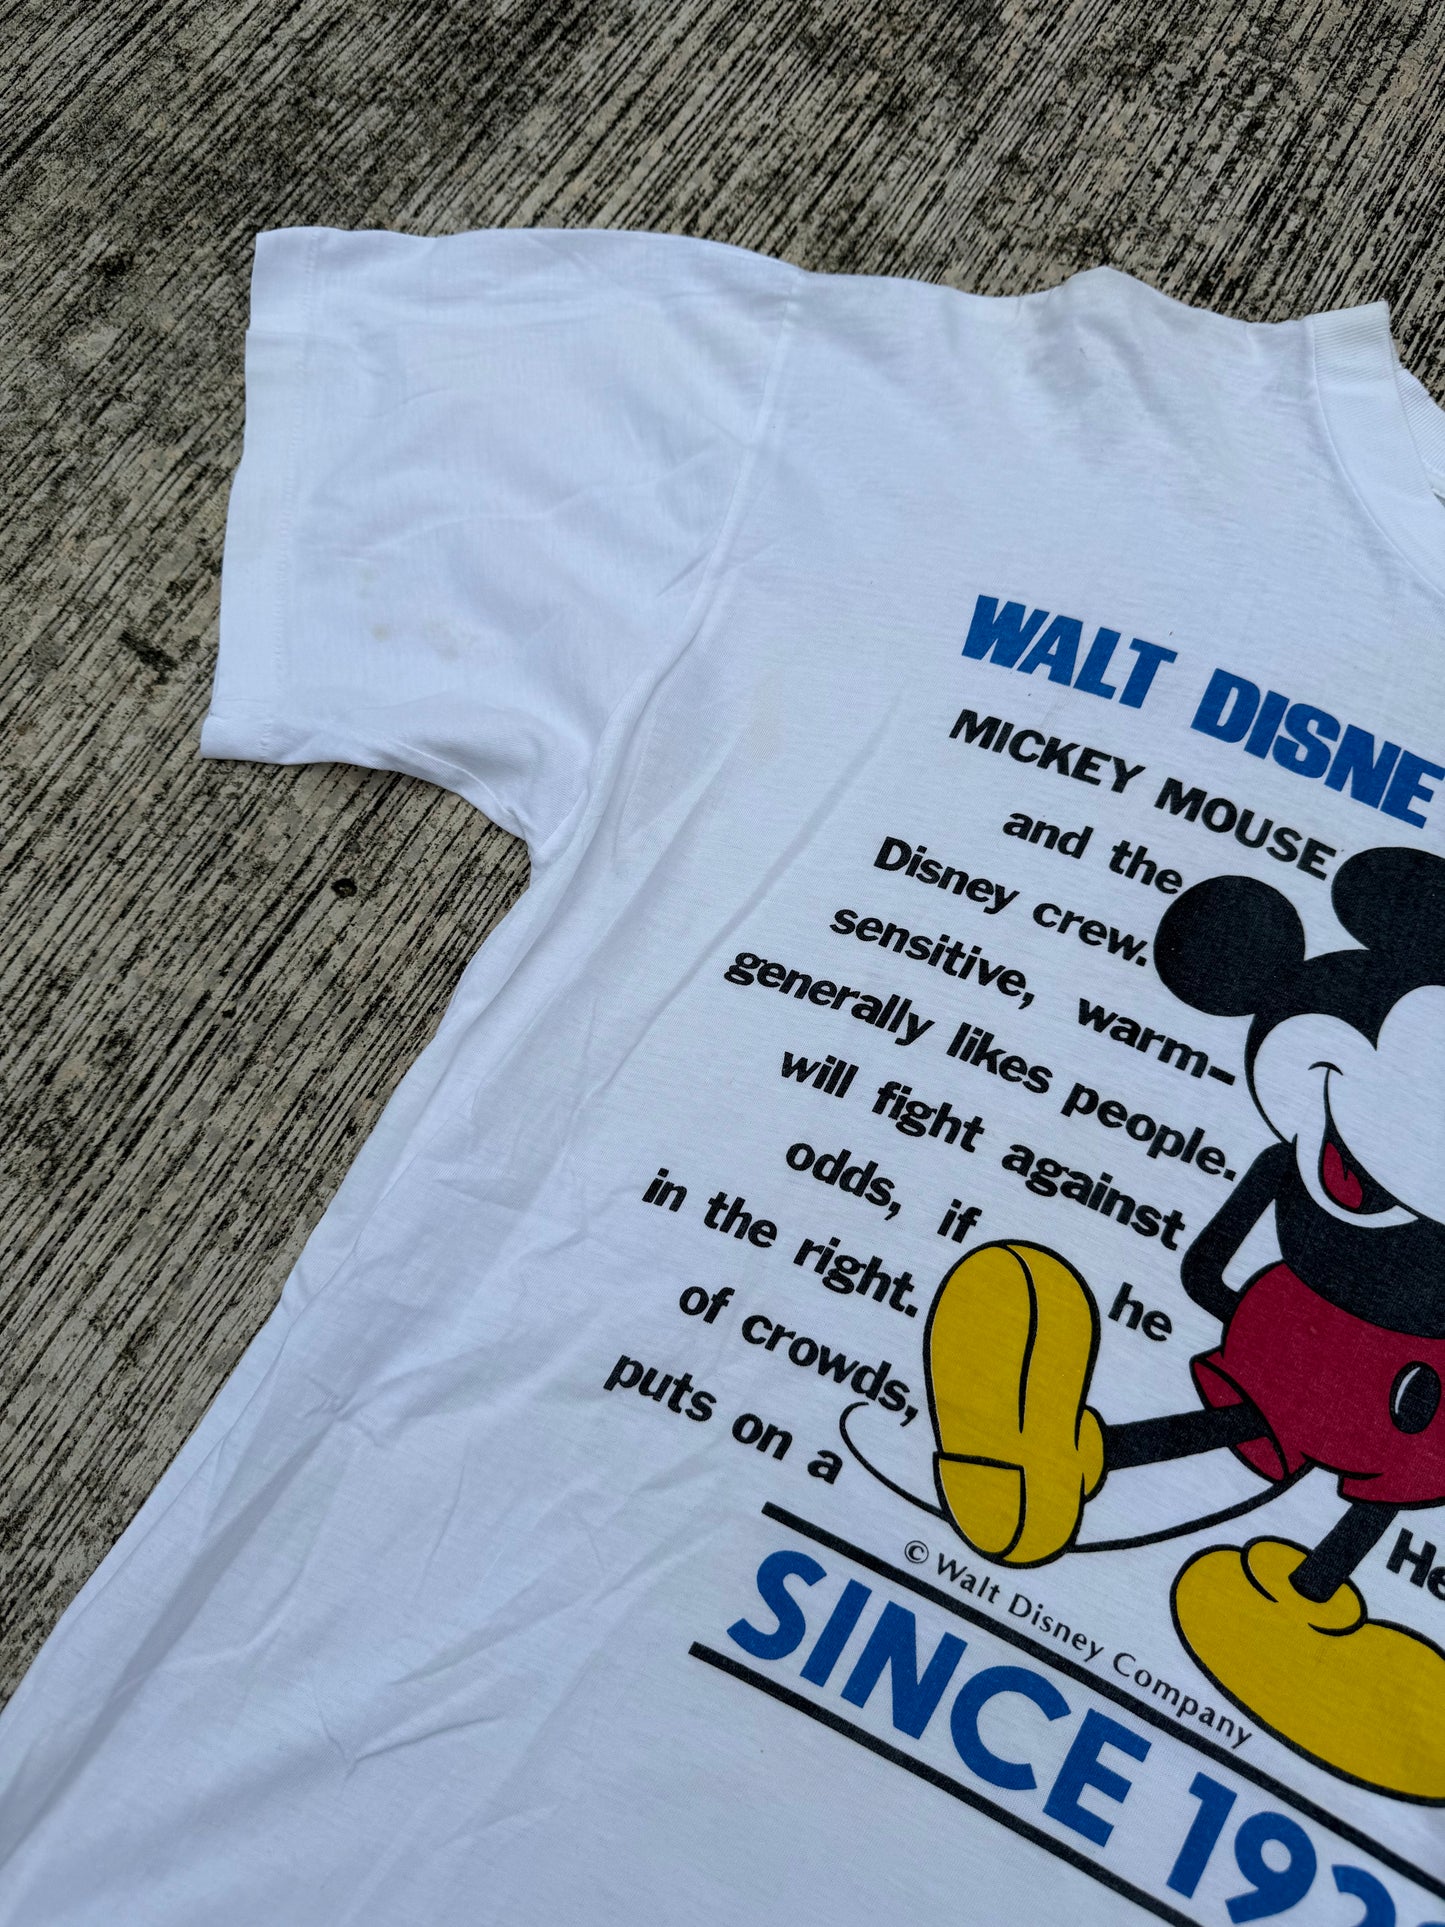 WALT DISNE
MICKEY MOUSE
and the
Disney crew.
sensitive, warm-
generally likes people.
will fight against
odds, if he
in the right.
of crowds,
puts on a
He
© Walt Disney Company
SINCE 192